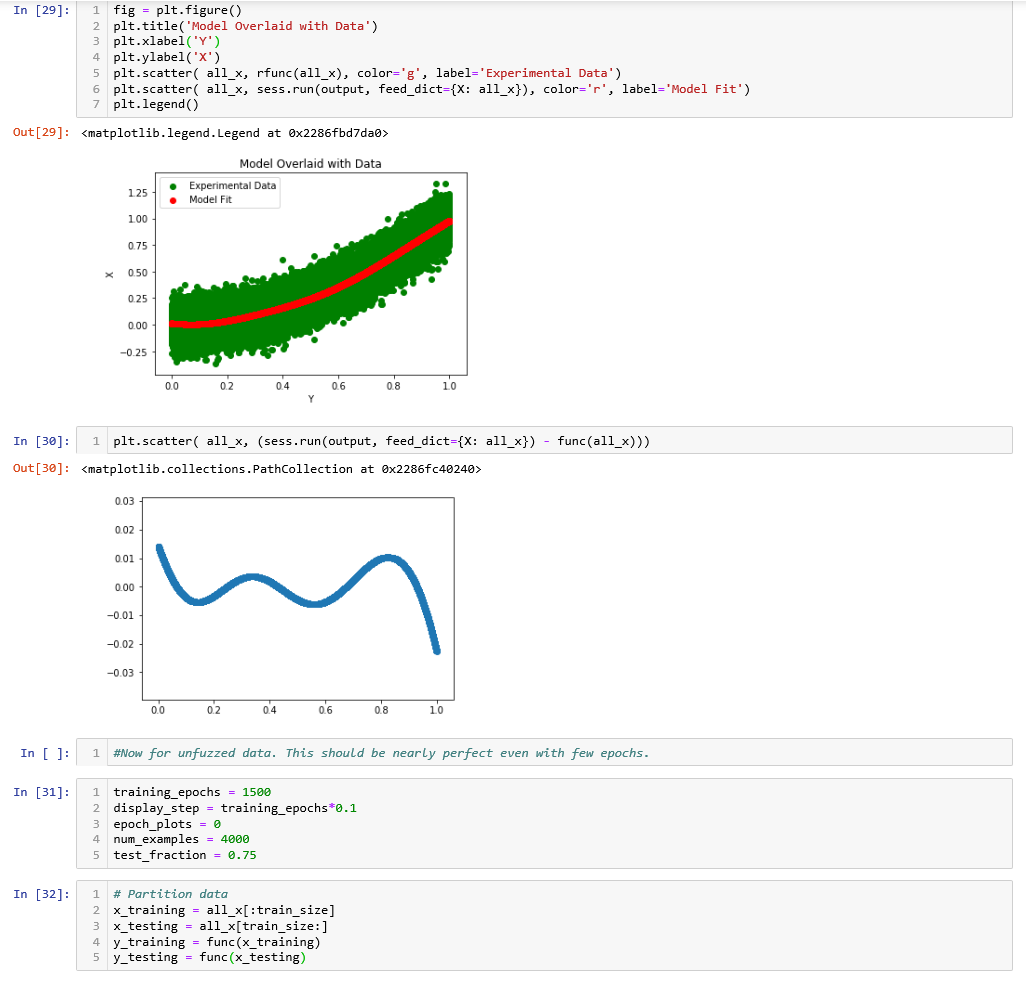 In [29]:
1 fig = plt.figure()
2 plt.title('Model Overlaid with Data')
3 plt.xlabel('Y')
4 plt.ylabel('X')
5 plt.scatter( all_x, rfunc(all_x), color='g', label='Experimental Data')
6 plt.scatter( all_x, sess.run(output, feed_dict={X: all_x}), color='r', label='Model Fit')
7 plt.legend()
Out[29]: <matplotlib.legend.Legend at 0x2286fbd7da0>
Model Overlaid with Data
Experimental Data
Model Fit
1.25
1.00
0.75
0.50
0.25
0.00
−0.25
X
0.0 0.2 0.4 0.6 0.8 1.0
Y
In [30]:
1 plt.scatter( all_x, (sess.run(output, feed_dict={X: all_x}) - func(all_x)))
Out[30]: <matplotlib.collections.PathCollection at 0x2286fc40240>
0.03
0.02
0.01
0.00
−0.01
−0.02
−0.03
0.0 0.2 0.4 0.6 0.8 1.0
In [ ]:
1 #Now for unfuzzed data. This should be nearly perfect even with few epochs.
In [31]:
1 training_epochs = 1500
2 display_step = training_epochs*0.1
3 epoch_plots = 0
4 num_examples = 4000
5 test_fraction = 0.75
In [32]:
1 # Partition data
2 x_training = all_x[:train_size]
3 x_testing = all_x[train_size:]
4 y_training = func(x_training)
5 y_testing = func(x_testing)